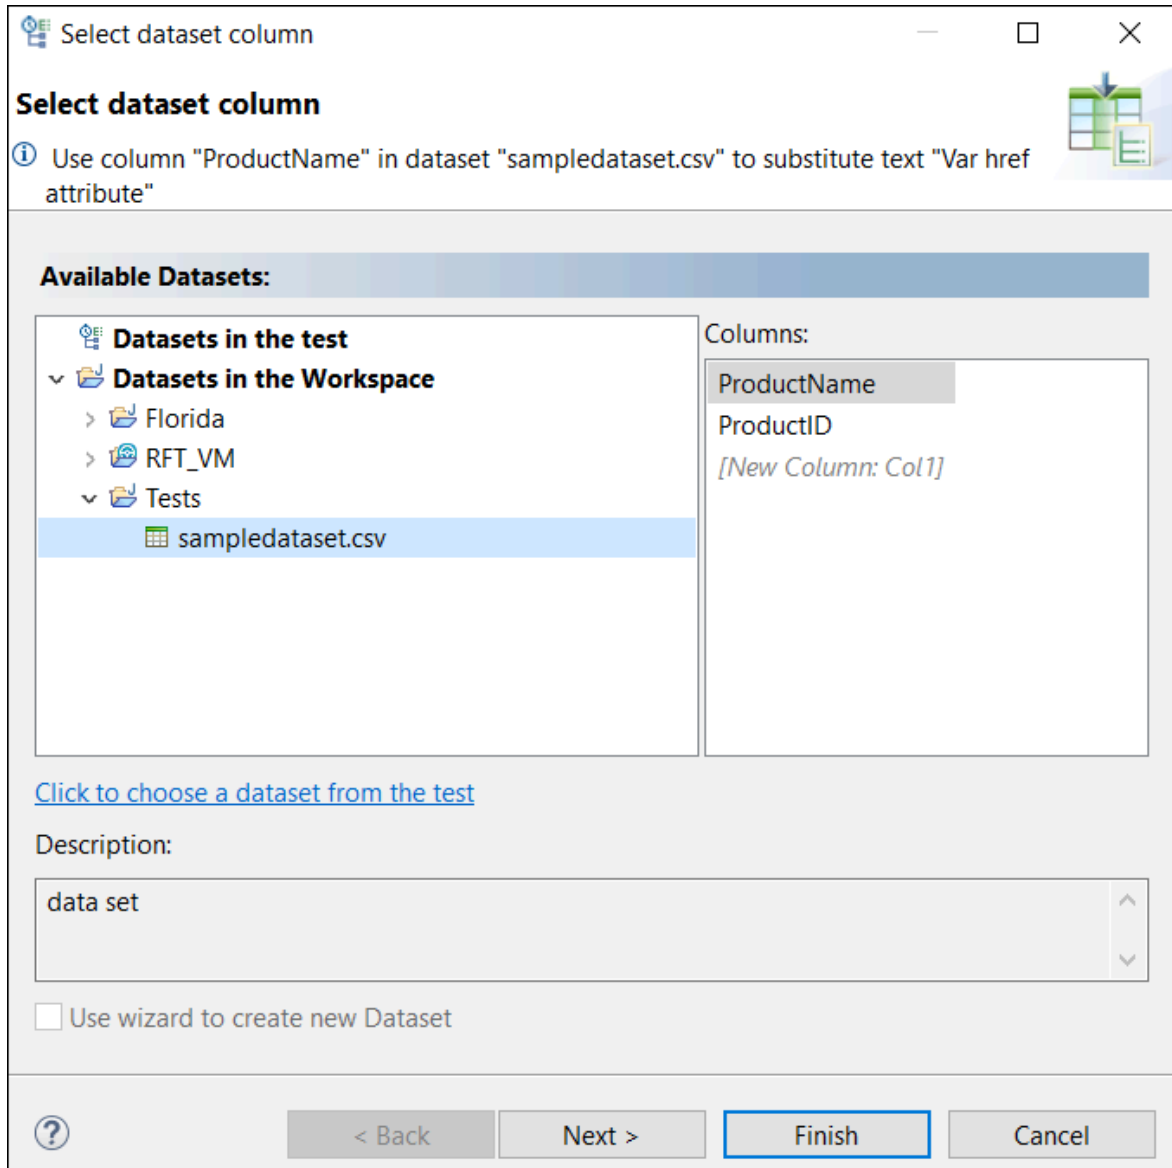 Select dataset column
Select dataset column
Use column "ProductName" in dataset "sampledataset.csv" to substitute text "Var href
attribute"
Available Datasets:
Datasets in the test
Datasets in the Workspace
Florida
RFT_VM
Tests
sampledataset.csv
Columns:
ProductName
ProductID
[New Column: Col1]
Click to choose a dataset from the test
Description:
data set
Use wizard to create new Dataset
< Back
Next >
Finish
Cancel